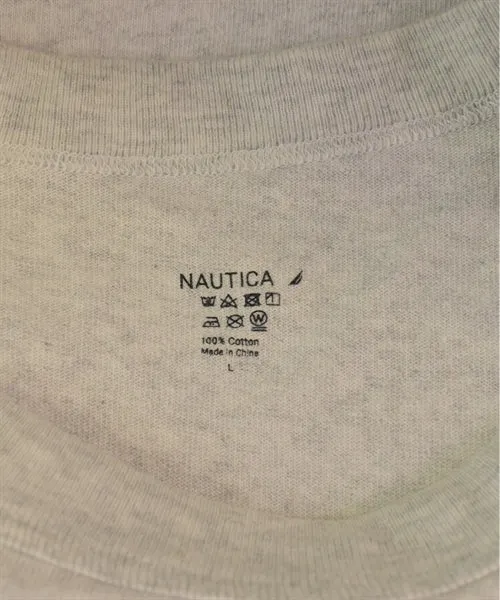 NAUTICA
W
100% Cotton
Made in China
L